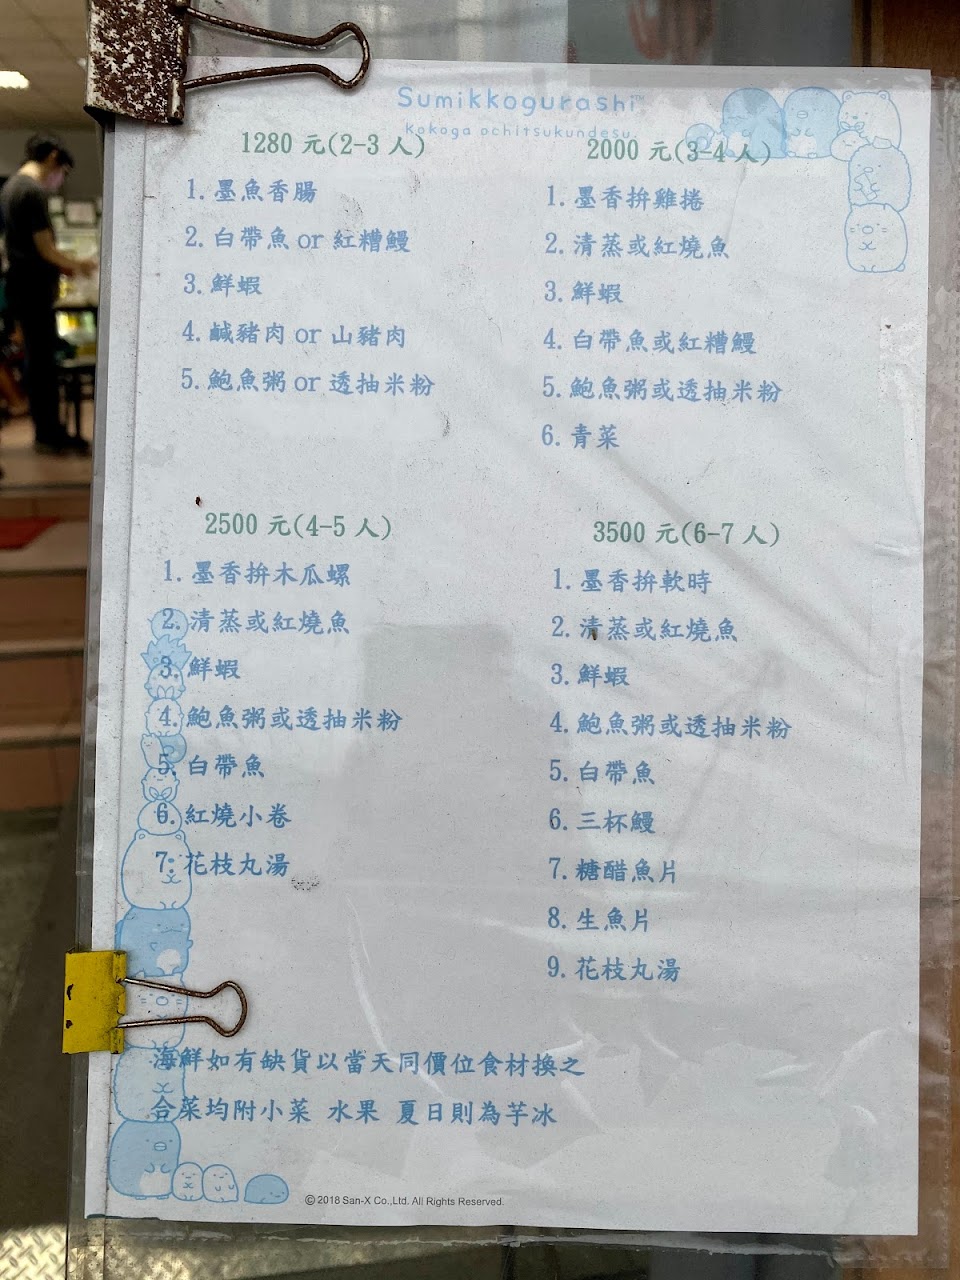 Sumikkogurashi™
Kokoga ochitsukundesu.
1280 元(2-3 人)
1. 墨魚香腸
2. 白帶魚 or 紅糟鰻
3. 鮮蝦
4. 鹹豬肉 or 山豬肉
5. 鮑魚粥 or 透抽米粉
2000 元(3-4 人)
1. 墨香拚雞捲
2. 清蒸或紅燒魚
3. 鮮蝦
4. 白帶魚或紅糟鰻
5. 鮑魚粥或透抽米粉
6. 青菜
2500 元(4-5 人)
1. 墨香拚木瓜螺
2. 清蒸或紅燒魚
3. 鮮蝦
4. 鮑魚粥或透抽米粉
5. 白帶魚
6. 紅燒小卷
7. 花枝丸湯
3500 元(6-7 人)
1. 墨香拚軟時
2. 清蒸或紅燒魚
3. 鮮蝦
4. 鮑魚粥或透抽米粉
5. 白帶魚
6. 三杯鰻
7. 糖醋魚片
8. 生魚片
9. 花枝丸湯
海鮮如有缺貨以當天同價位食材換之
合菜均附小菜 水果 夏日則為芋冰
© 2018 San-X Co.,Ltd. All Rights Reserved.